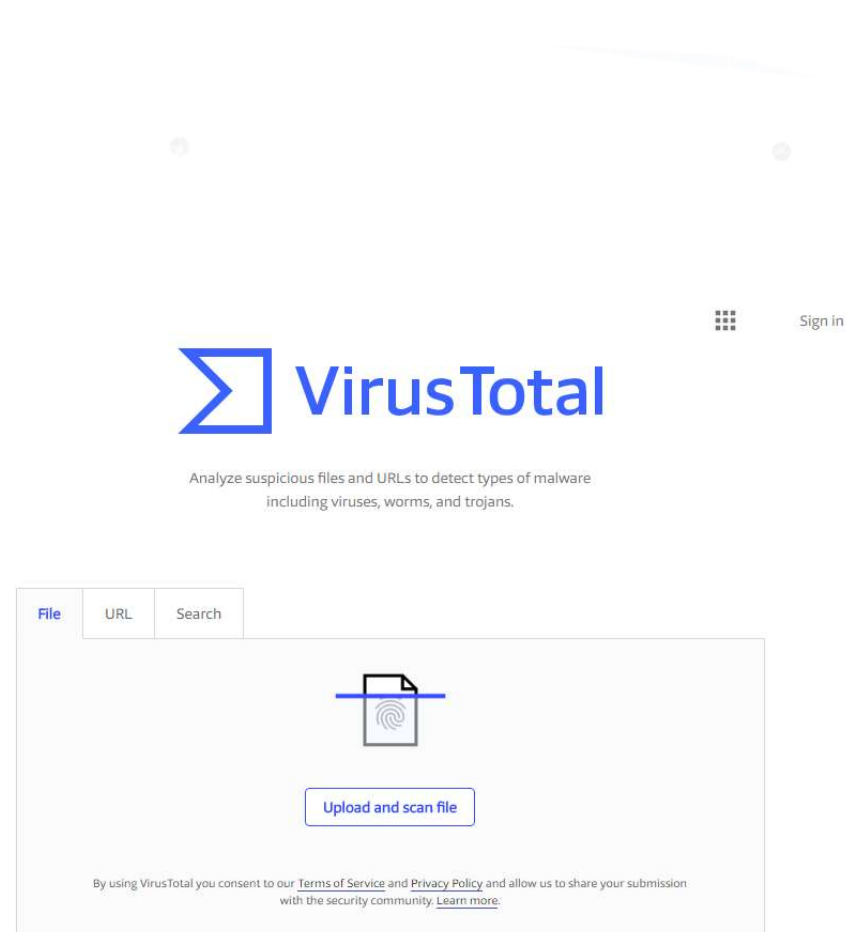 Sign in
VirusTotal
Analyze suspicious files and URLs to detect types of malware
including viruses, worms, and trojans.
File URL Search
Upload and scan file
By using VirusTotal you consent to our Terms of Service and Privacy Policy and allow us to share your submission
with the security community. Learn more.